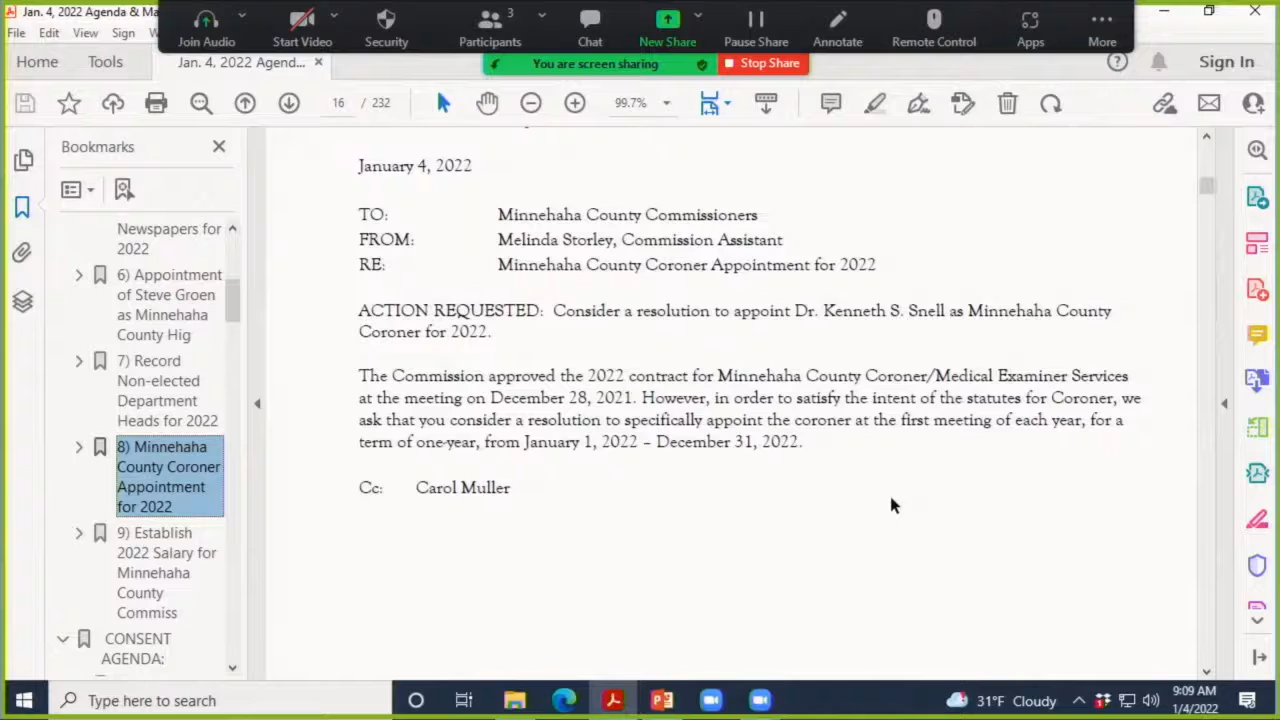 Jan. 4, 2022 Agenda & Ma
File Edit View Sign W
Join Audio
Start Video
Security
3
Participants
Chat
New Share
Pause Share
Annotate
Remote Control
Apps
More
You are screen sharing
Stop Share
Home Tools
Jan. 4, 2022 Agend... ×
Sign In
16 / 232
99.7%
Bookmarks
Newspapers for
2022
6) Appointment
of Steve Groen
as Minnehaha
County Hig
7) Record
Non-elected
Department
Heads for 2022
8) Minnehaha
County Coroner
Appointment
for 2022
9) Establish
2022 Salary for
Minnehaha
County
Commiss
CONSENT
AGENDA:
January 4, 2022
TO: Minnehaha County Commissioners
FROM: Melinda Storley, Commission Assistant
RE: Minnehaha County Coroner Appointment for 2022
ACTION REQUESTED: Consider a resolution to appoint Dr. Kenneth S. Snell as Minnehaha County
Coroner for 2022.
The Commission approved the 2022 contract for Minnehaha County Coroner/Medical Examiner Services
at the meeting on December 28, 2021. However, in order to satisfy the intent of the statutes for Coroner, we
ask that you consider a resolution to specifically appoint the coroner at the first meeting of each year, for a
term of one-year, from January 1, 2022 – December 31, 2022.
Cc: Carol Muller
Type here to search
31°F Cloudy
9:09 AM
1/4/2022